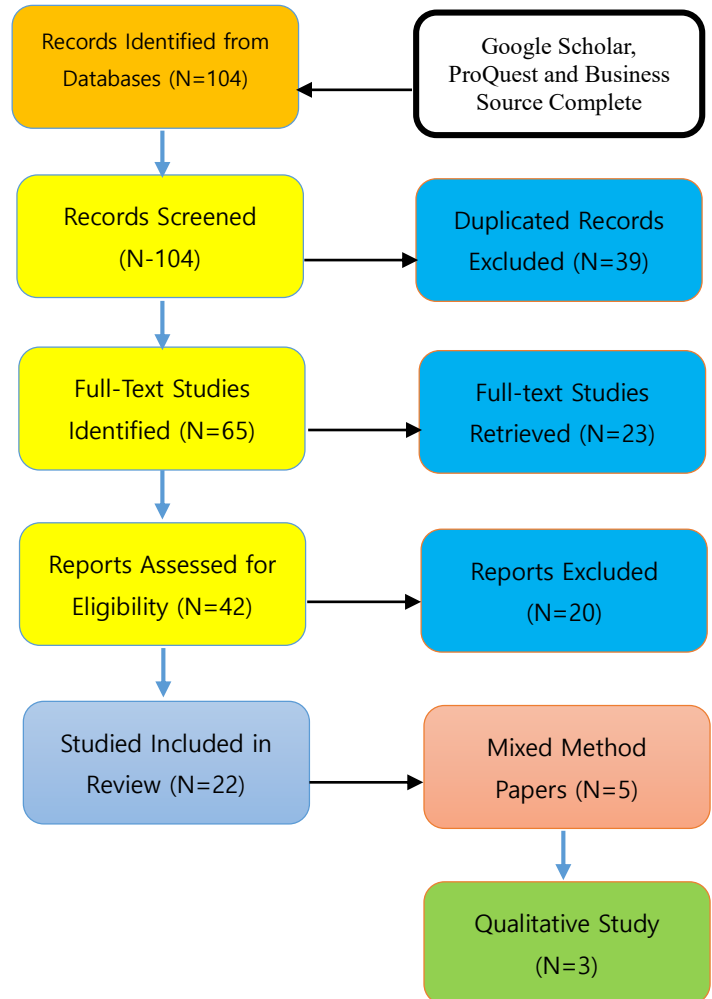 Records Identified from
Databases (N=104)
Google Scholar,
ProQuest and Business
Source Complete
Records Screened
(N-104)
Duplicated Records
Excluded (N=39)
Full-Text Studies
Identified (N=65)
Full-text Studies
Retrieved (N=23)
Reports Assessed for
Eligibility (N=42)
Reports Excluded
(N=20)
Studied Included in
Review (N=22)
Mixed Method
Papers (N=5)
Qualitative Study
(N=3)